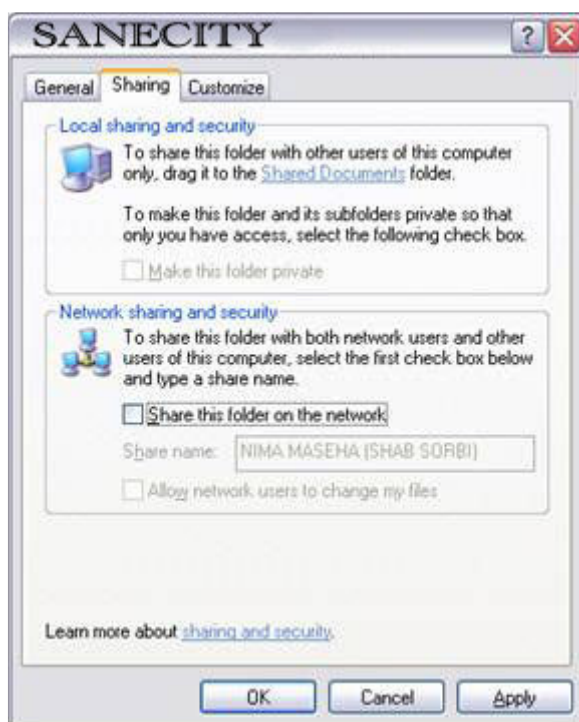 SANECITY
General Sharing Customize
Local sharing and security
To share this folder with other users of this computer
only, drag it to the Shared Documents folder.
To make this folder and its subfolders private so that
only you have access, select the following check box.
Make this folder private
Network sharing and security
To share this folder with both network users and other
users of this computer, select the first check box below
and type a share name.
Share this folder on the network
Share name: NIMA MASEHA (SHAB SORBI)
Allow network users to change my files
Learn more about sharing and security.
OK Cancel Apply